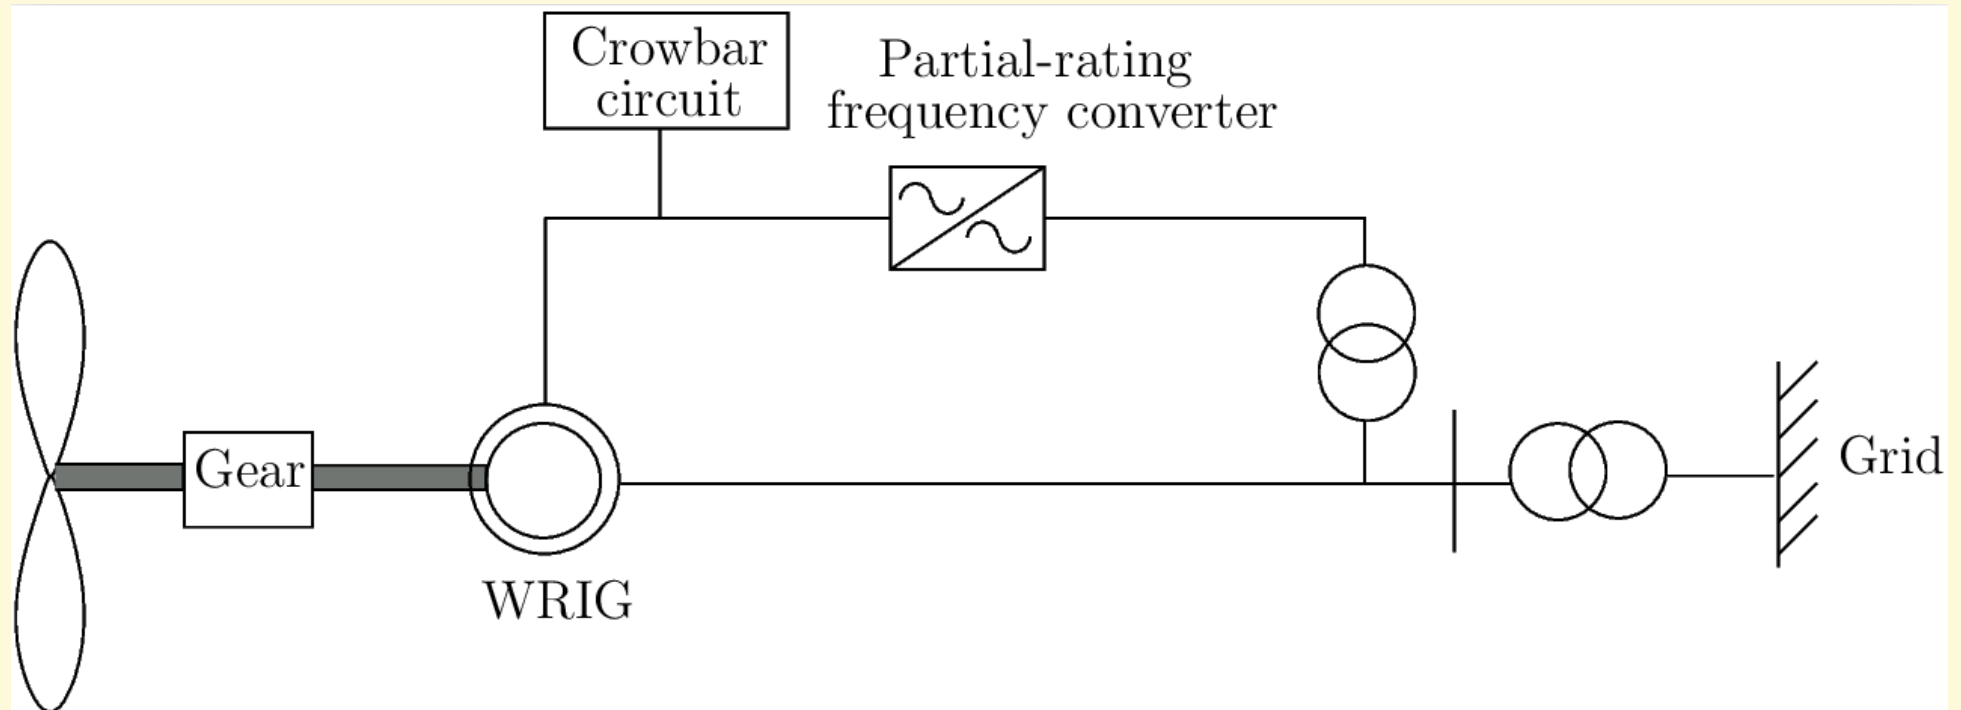 Crowbar
circuit
Partial-rating
frequency converter
Gear
Grid
WRIG